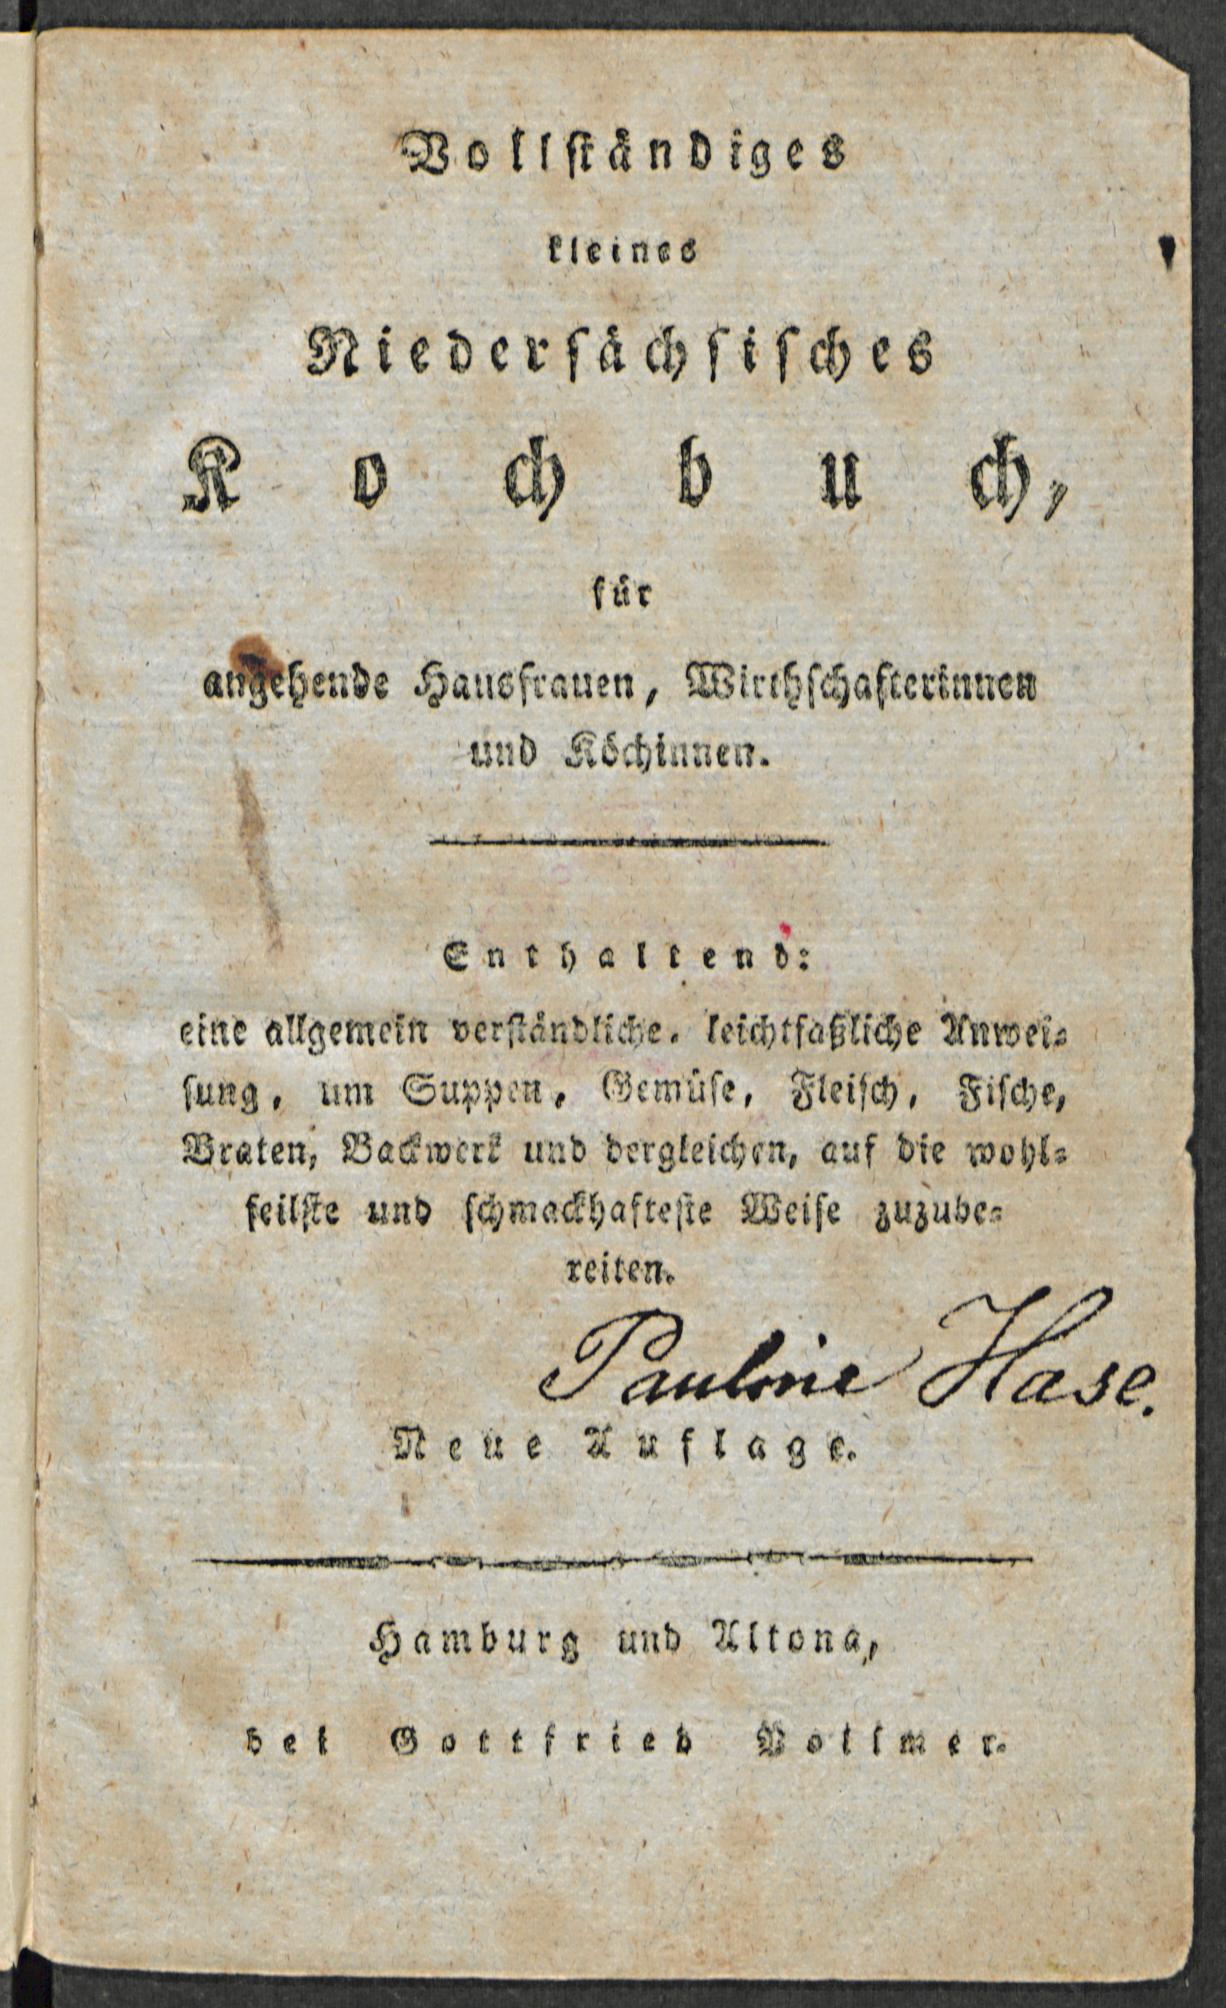 Vollständiges
kleines
Niedersächsisches
Kochbuch,
für
angehende Hausfrauen, Wirthschafterinnen
und Köchinnen.
Enthaltend:
eine allgemein verständliche, leichtfaßliche Anwei-
sung, um Suppen, Gemüse, Fleisch, Fische,
Braten, Backwerk und dergleichen, auf die wohl-
feilste und schmackhafteste Weise zuzube-
reiten.
Pauline Hase.
Neue Auflage.
Hamburg und Altona,
bei Gottfried Vollmer.